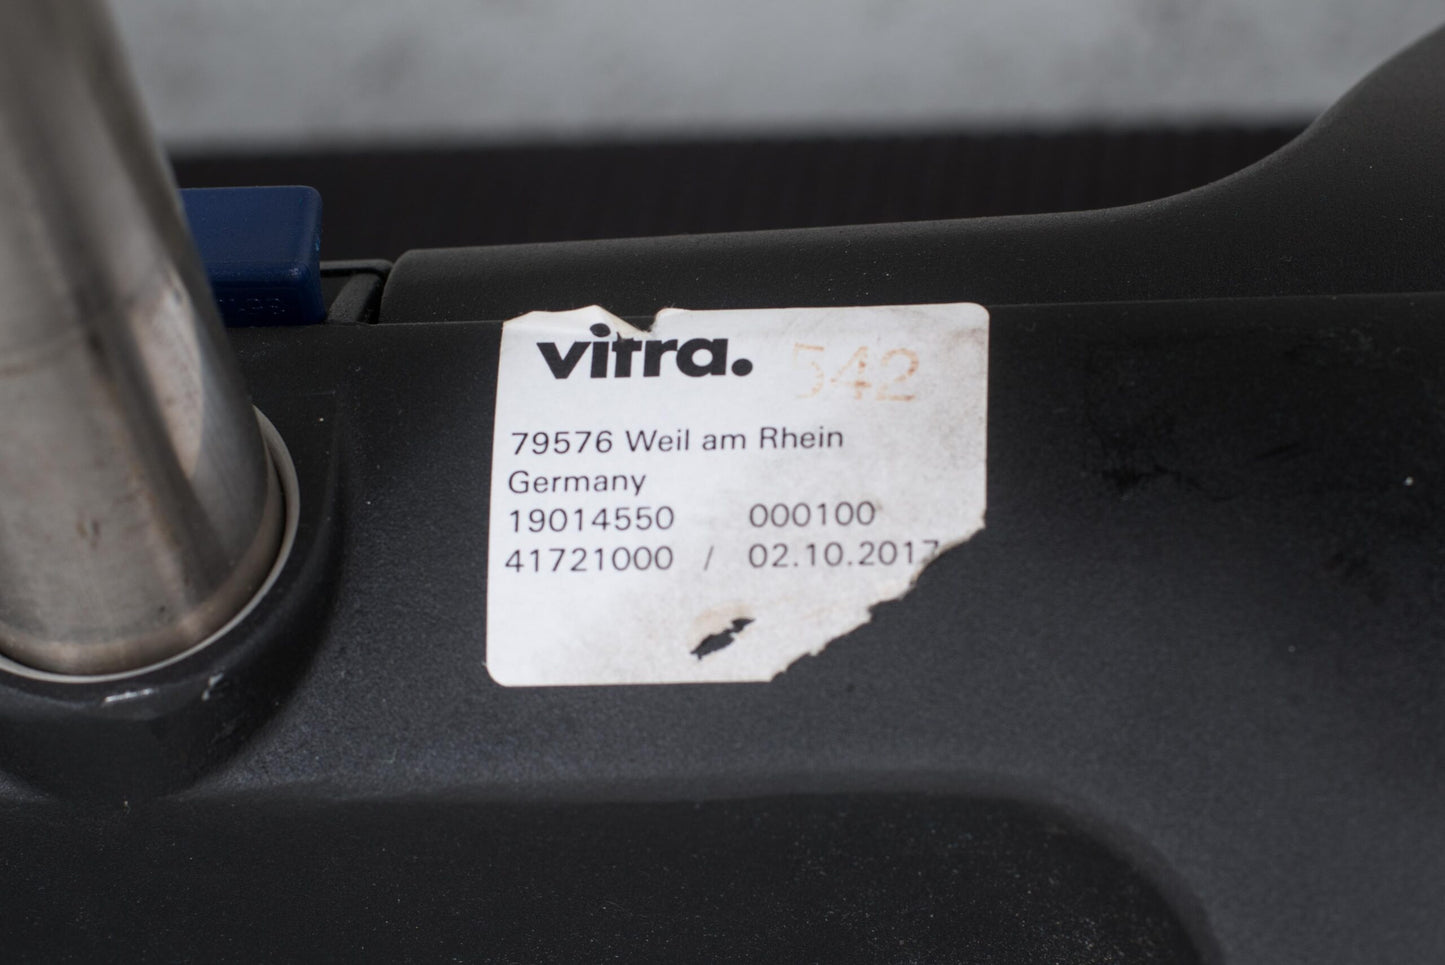 vitra. 542
79576 Weil am Rhein
Germany
19014550 000100
41721000 / 02.10.2017